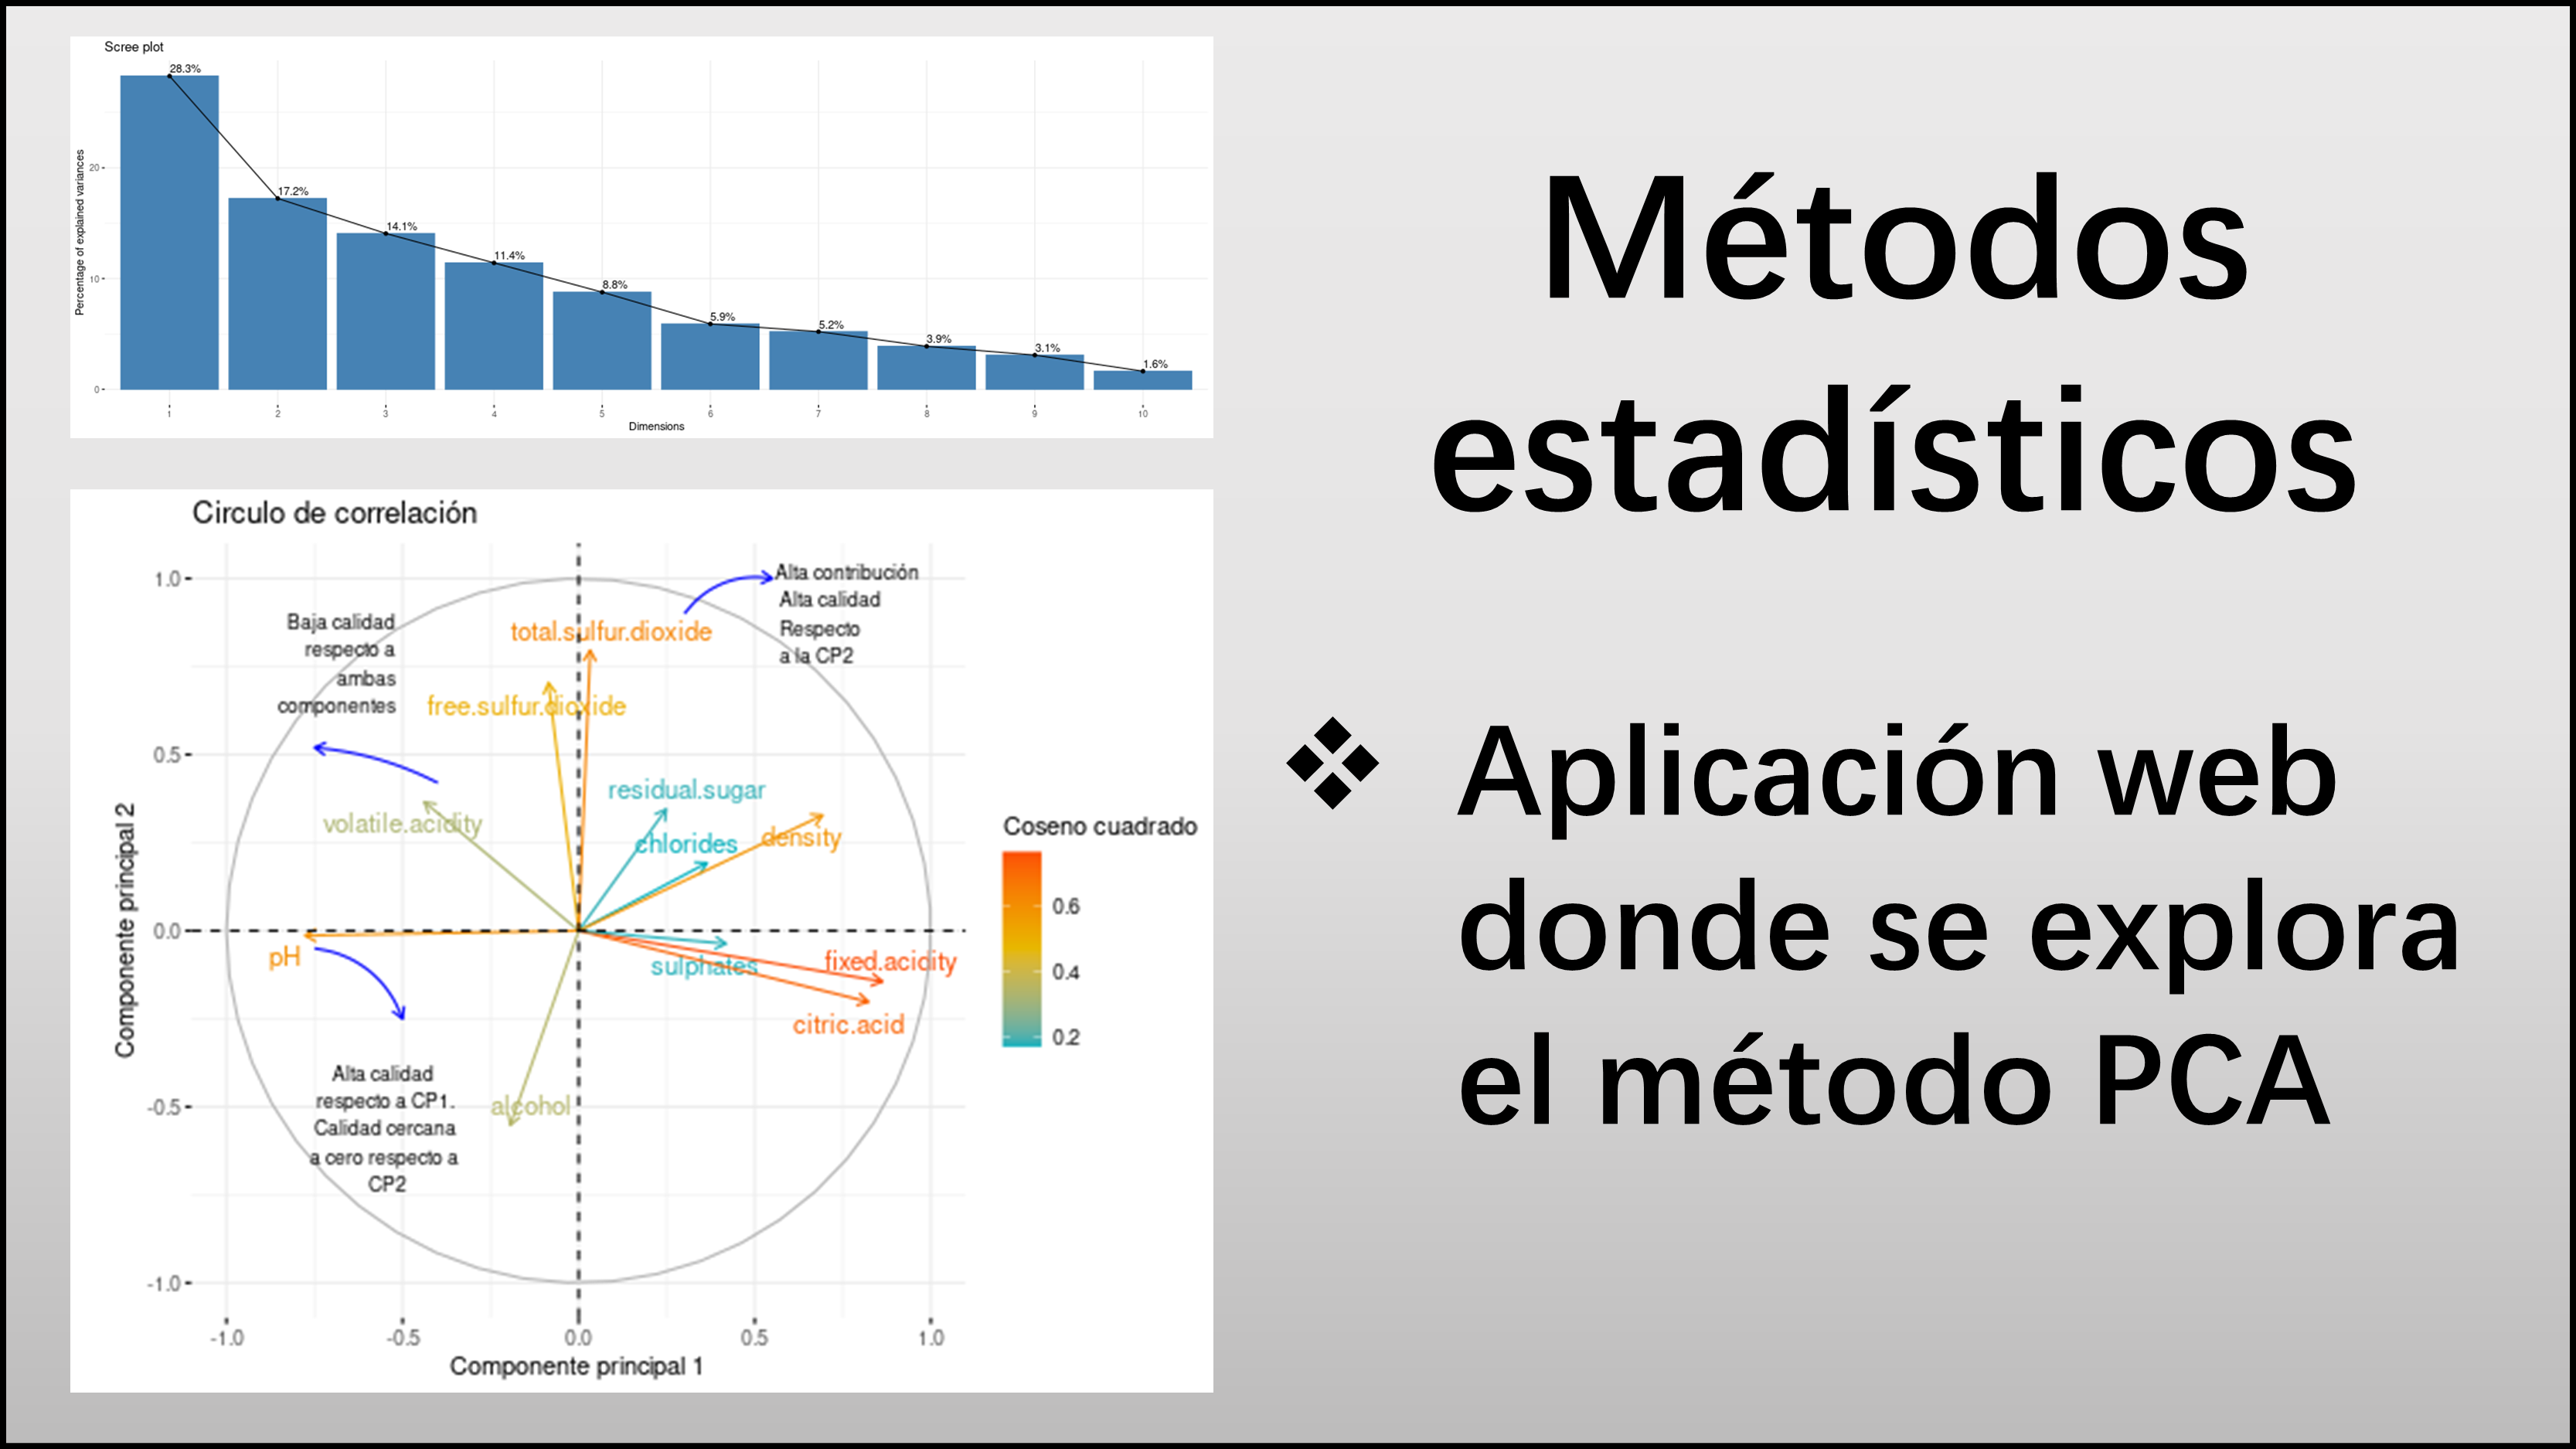 Scree plot
28.3%
17.2%
14.1%
11.4%
8.8%
5.9%
5.2%
3.9%
3.1%
1.6%
Percentage of explained variances
20
10
0
1 2 3 4 5 6 7 8 9 10
Dimensions
Circulo de correlación
Alta contribución
Alta calidad
Respecto
a la CP2
Baja calidad
respecto a
ambas
componentes
total.sulfur.dioxide
free.sulfur.dioxide
residual.sugar
volatile.acidity
chlorides
density
pH
sulphates
fixed.acidity
citric.acid
alcohol
Alta calidad
respecto a CP1.
Calidad cercana
a cero respecto a
CP2
Componente principal 2
1.0
0.5
0.0
-0.5
-1.0
-1.0 -0.5 0.0 0.5 1.0
Componente principal 1
Coseno cuadrado
0.6
0.4
0.2
Métodos
estadísticos
❖ Aplicación web
donde se explora
el método PCA